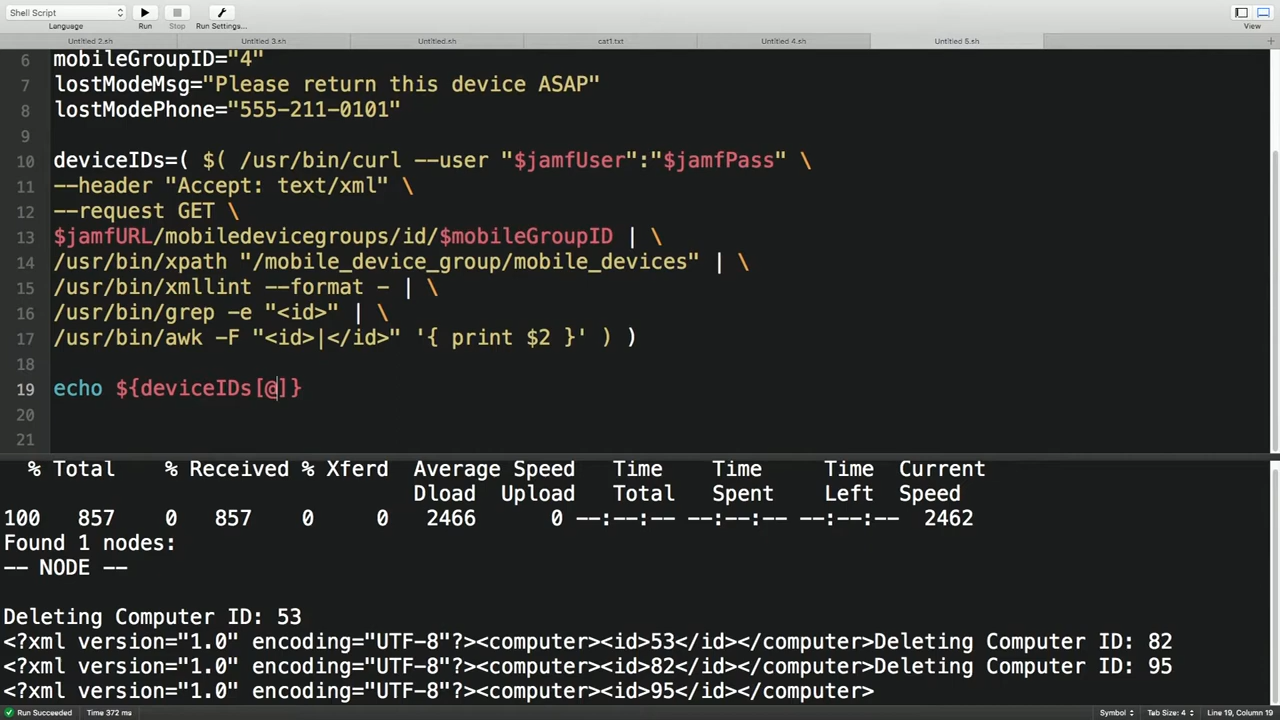 Shell Script
Language
Run
Stop
Run Settings...
View
Untitled 2.sh
Untitled 3.sh
Untitled.sh
cat1.txt
Untitled 4.sh
Untitled 5.sh
6 mobileGroupID="4"
7 lostModeMsg="Please return this device ASAP"
8 lostModePhone="555-211-0101"
9
10 deviceIDs=( $( /usr/bin/curl --user "$jamfUser":"$jamfPass" \
11 --header "Accept: text/xml" \
12 --request GET \
13 $jamfURL/mobiledevicegroups/id/$mobileGroupID | \
14 /usr/bin/xpath "/mobile_device_group/mobile_devices" | \
15 /usr/bin/xmllint --format - | \
16 /usr/bin/grep -e "<id>" | \
17 /usr/bin/awk -F "<id>|</id>" '{ print $2 }' ) )
18
19 echo ${deviceIDs[@]}
20
21
% Total % Received % Xferd Average Speed Time Time Time Current
Dload Upload Total Spent Left Speed
100 857 0 857 0 0 2466 0 --:--:-- --:--:-- --:--:-- 2462
Found 1 nodes:
-- NODE --
Deleting Computer ID: 53
<?xml version="1.0" encoding="UTF-8"?><computer><id>53</id></computer>Deleting Computer ID: 82
<?xml version="1.0" encoding="UTF-8"?><computer><id>82</id></computer>Deleting Computer ID: 95
<?xml version="1.0" encoding="UTF-8"?><computer><id>95</id></computer>
Run Succeeded Time 372 ms Symbol Tab Size: 4 Line 19, Column 19